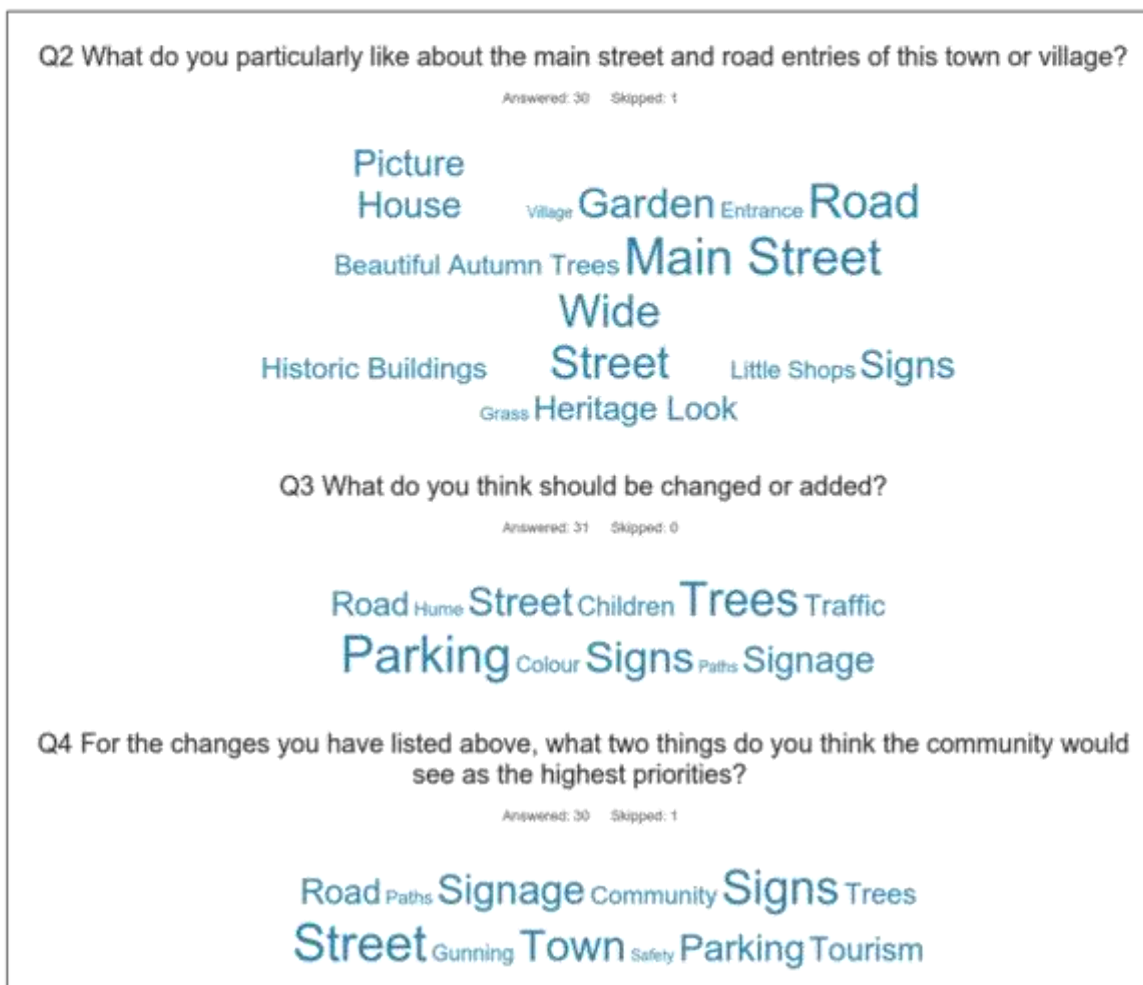 Q2 What do you particularly like about the main street and road entries of this town or village?
Answered: 30 Skipped: 1
Picture
House Village Garden Entrance Road
Beautiful Autumn Trees Main Street
Wide
Historic Buildings Street Little Shops Signs
Grass Heritage Look
Q3 What do you think should be changed or added?
Answered: 31 Skipped: 0
Road Hume Street Children Trees Traffic
Parking Colour Signs Paths Signage
Q4 For the changes you have listed above, what two things do you think the community would
see as the highest priorities?
Answered: 30 Skipped: 1
Road Paths Signage Community Signs Trees
Street Gunning Town Safety Parking Tourism